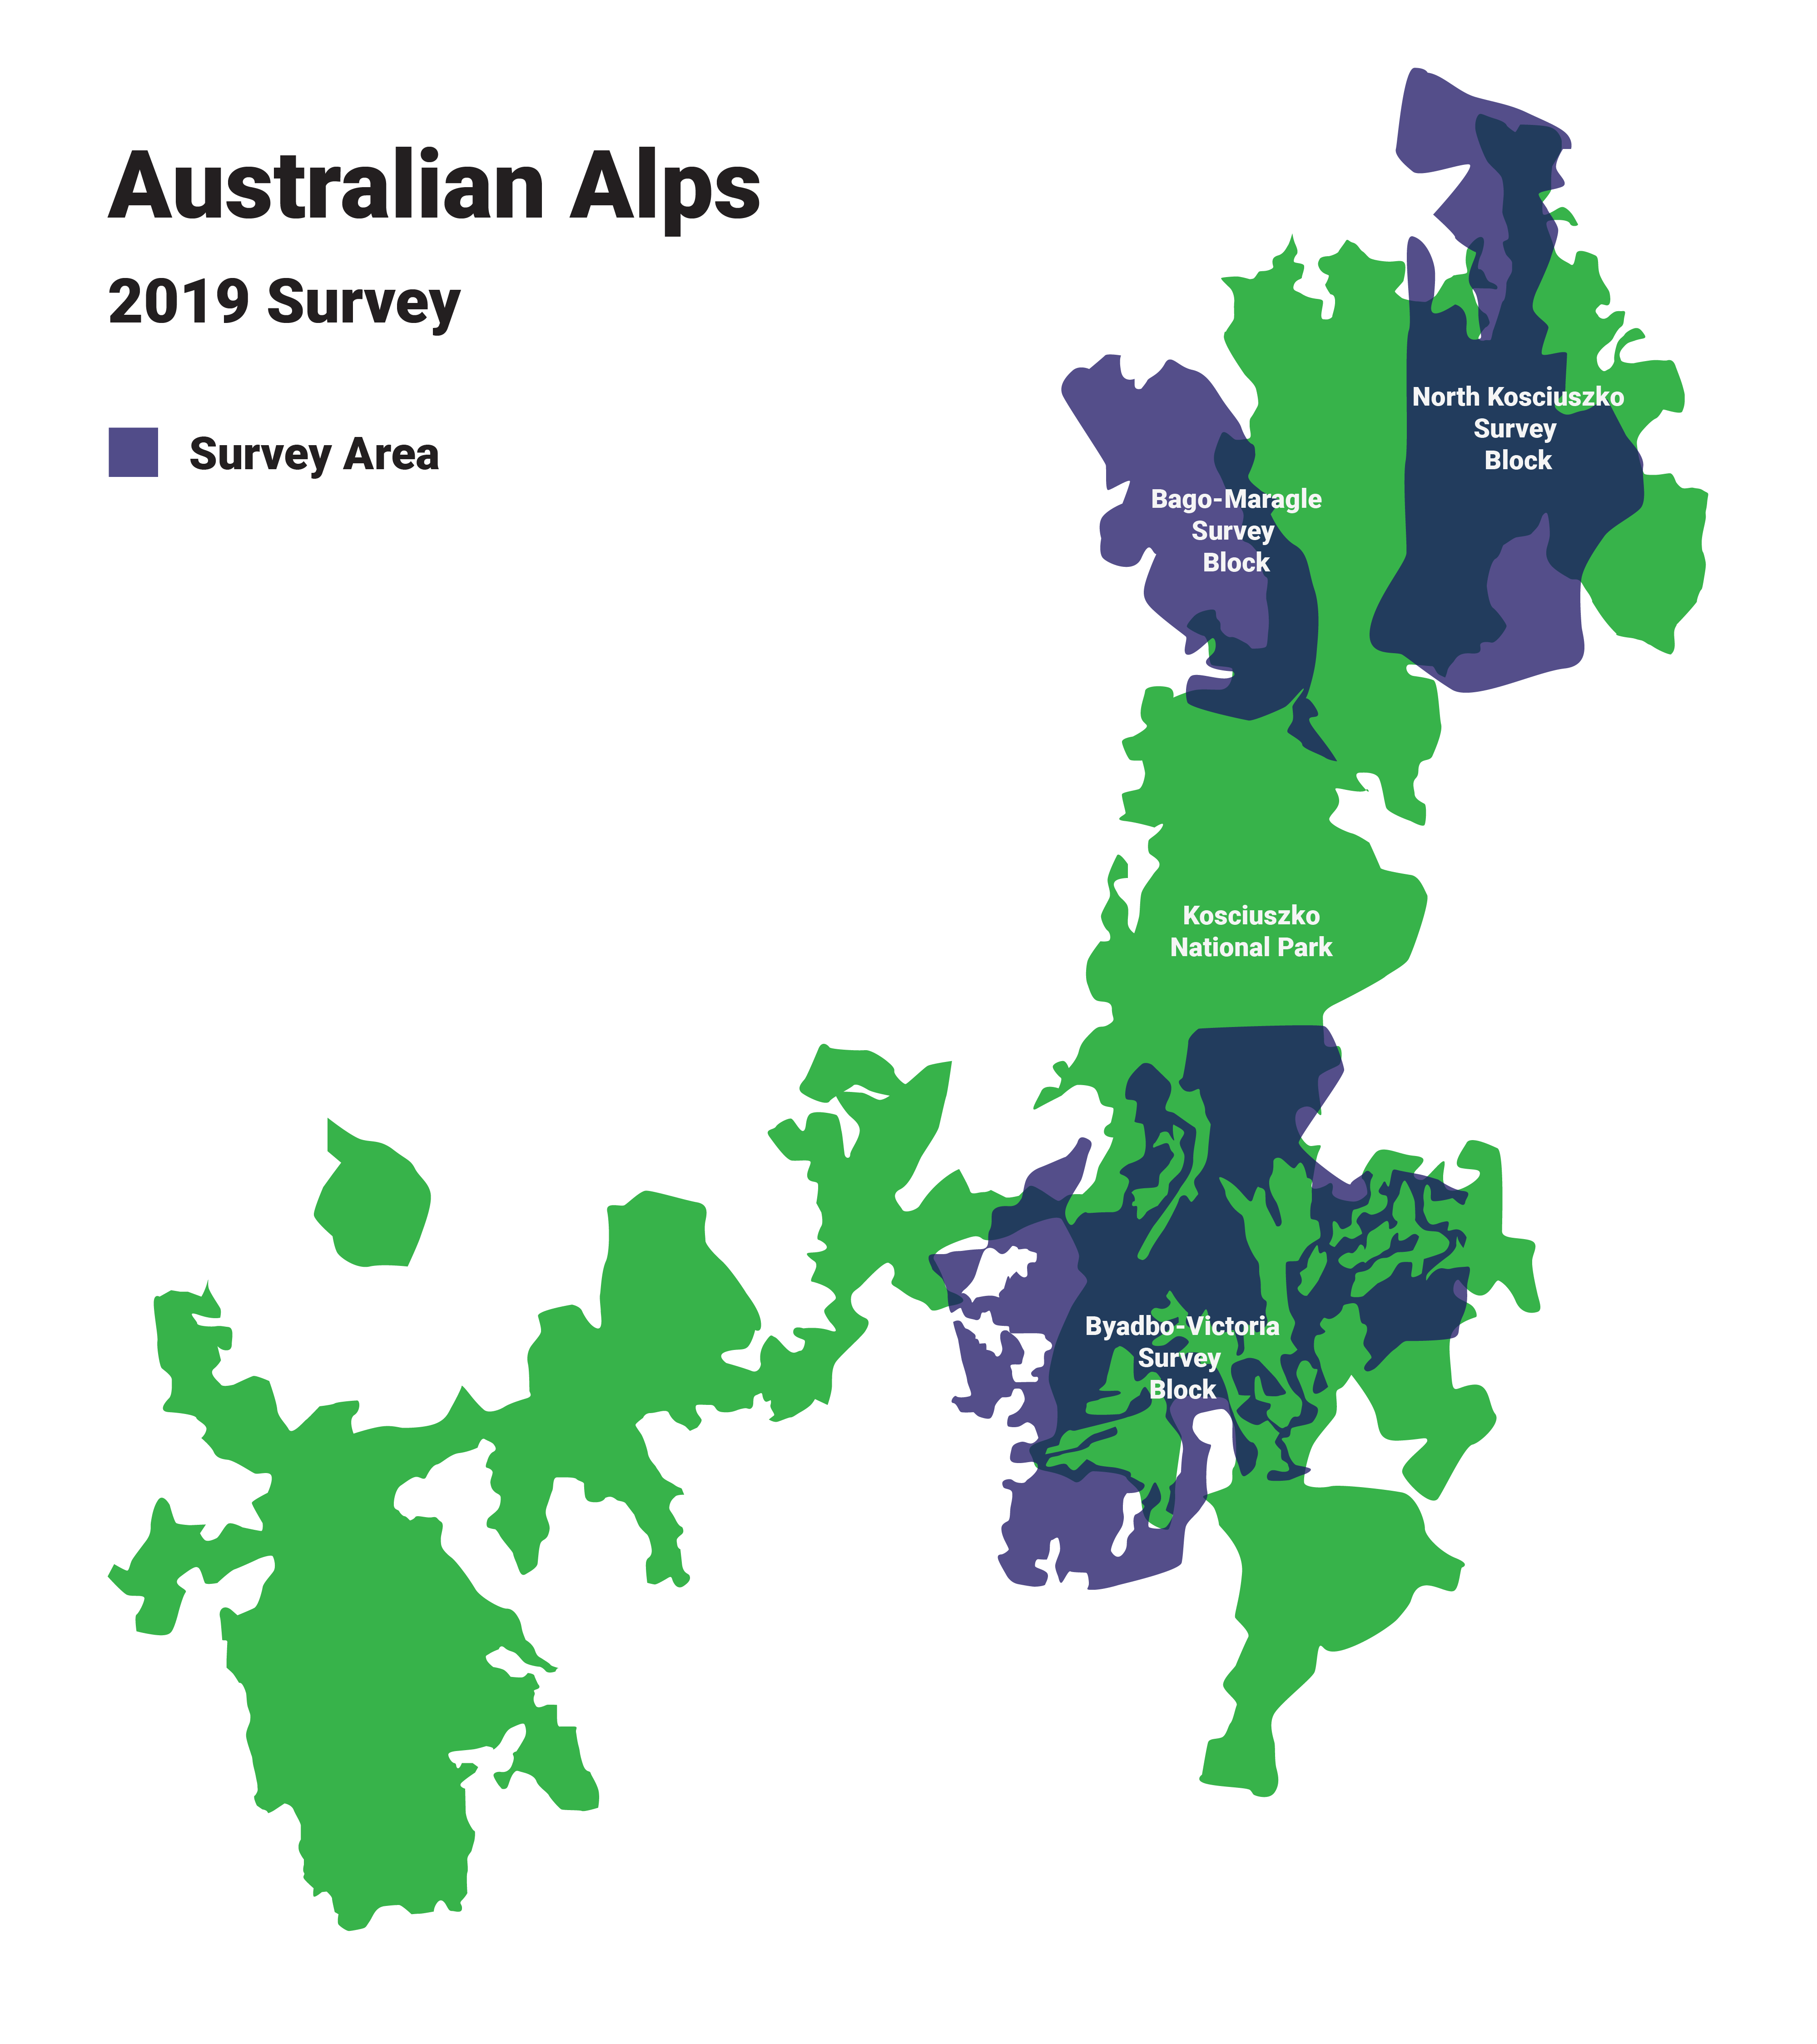 Australian Alps
2019 Survey
Survey Area
North Kosciuszko
Survey
Block
Bago-Maragle
Survey
Block
Kosciuszko
National Park
Byadbo-Victoria
Survey
Block